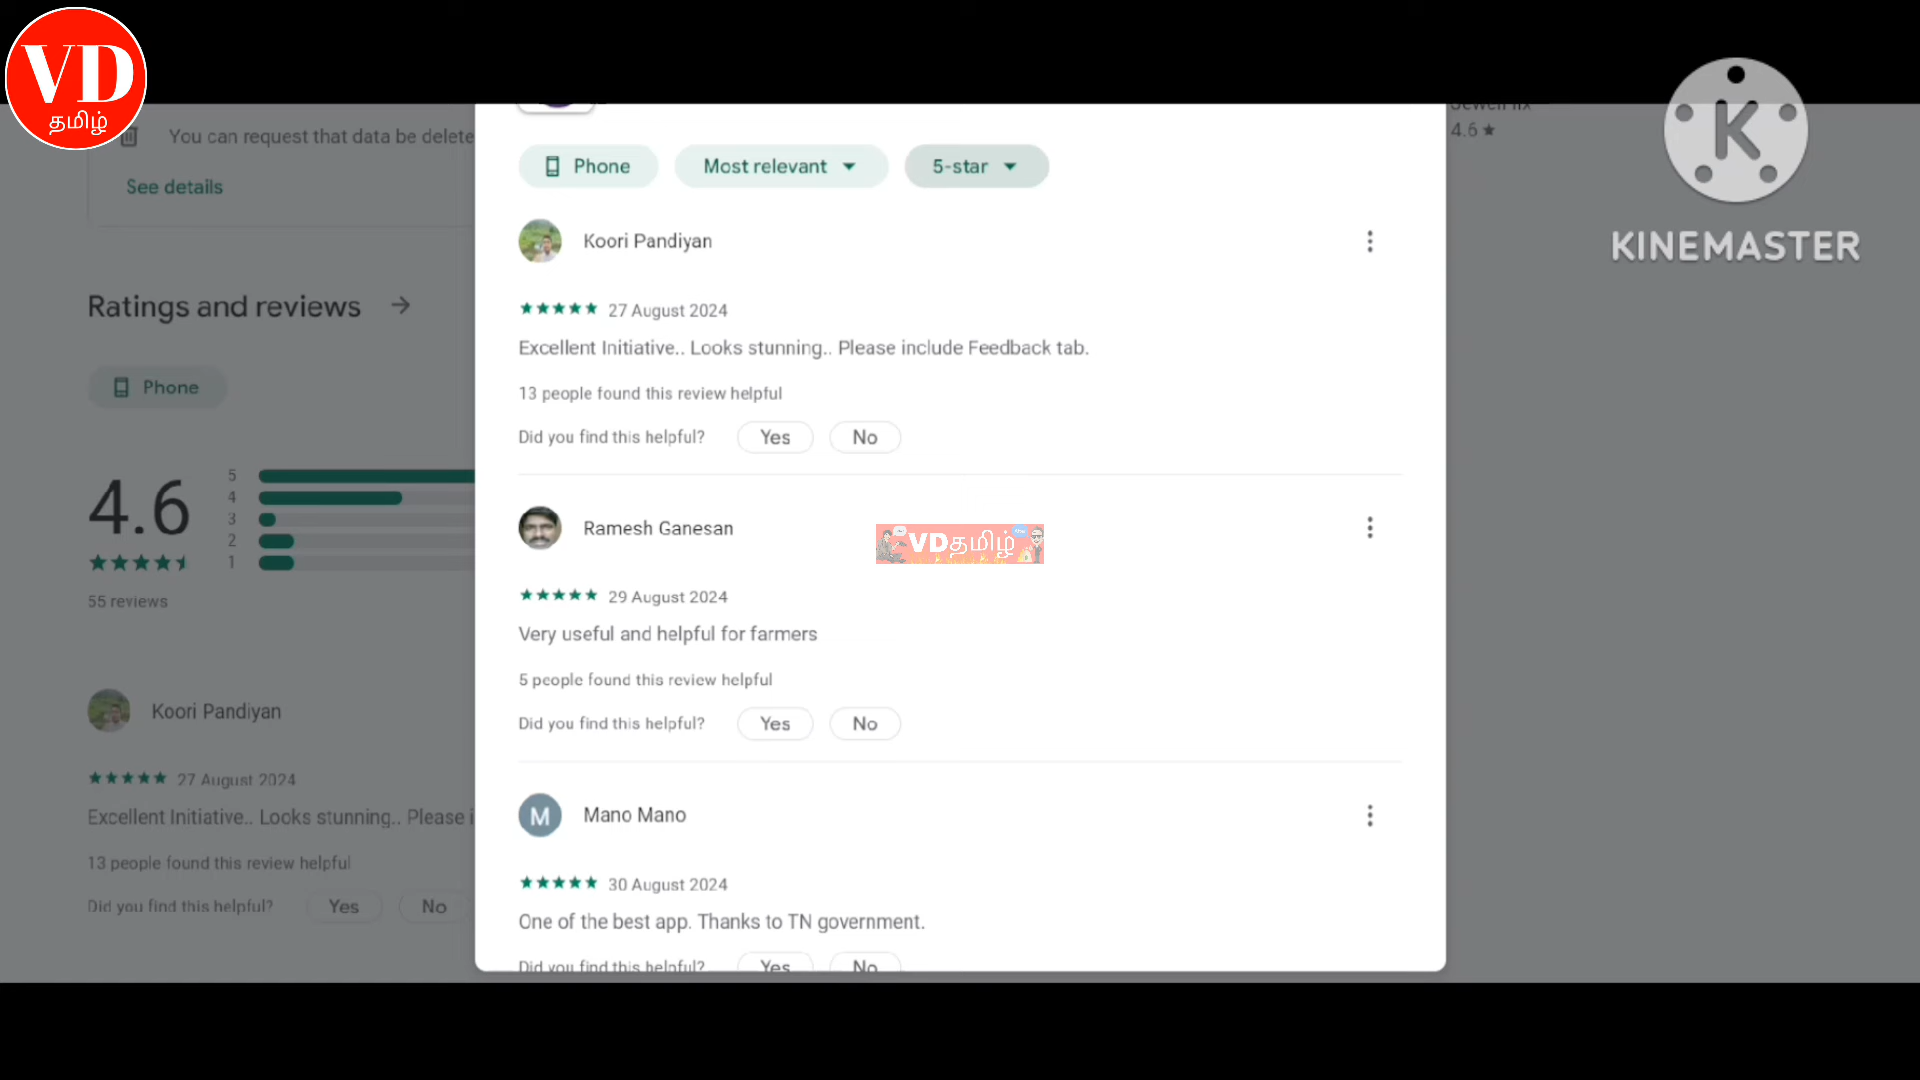 VD
தமிழ்
You can request that data be delete
See details
Ratings and reviews
Phone
4.6
5
4
3
2
1
55 reviews
Koori Pandiyan
27 August 2024
Excellent Initiative.. Looks stunning.. Please i
13 people found this review helpful
Did you find this helpful? Yes No
Phone Most relevant 5-star
Koori Pandiyan
27 August 2024
Excellent Initiative.. Looks stunning.. Please include Feedback tab.
13 people found this review helpful
Did you find this helpful? Yes No
Ramesh Ganesan
VDதமிழ்
29 August 2024
Very useful and helpful for farmers
5 people found this review helpful
Did you find this helpful? Yes No
M Mano Mano
30 August 2024
One of the best app. Thanks to TN government.
Did you find this helpful? Yes No
4.6
K
KINEMASTER